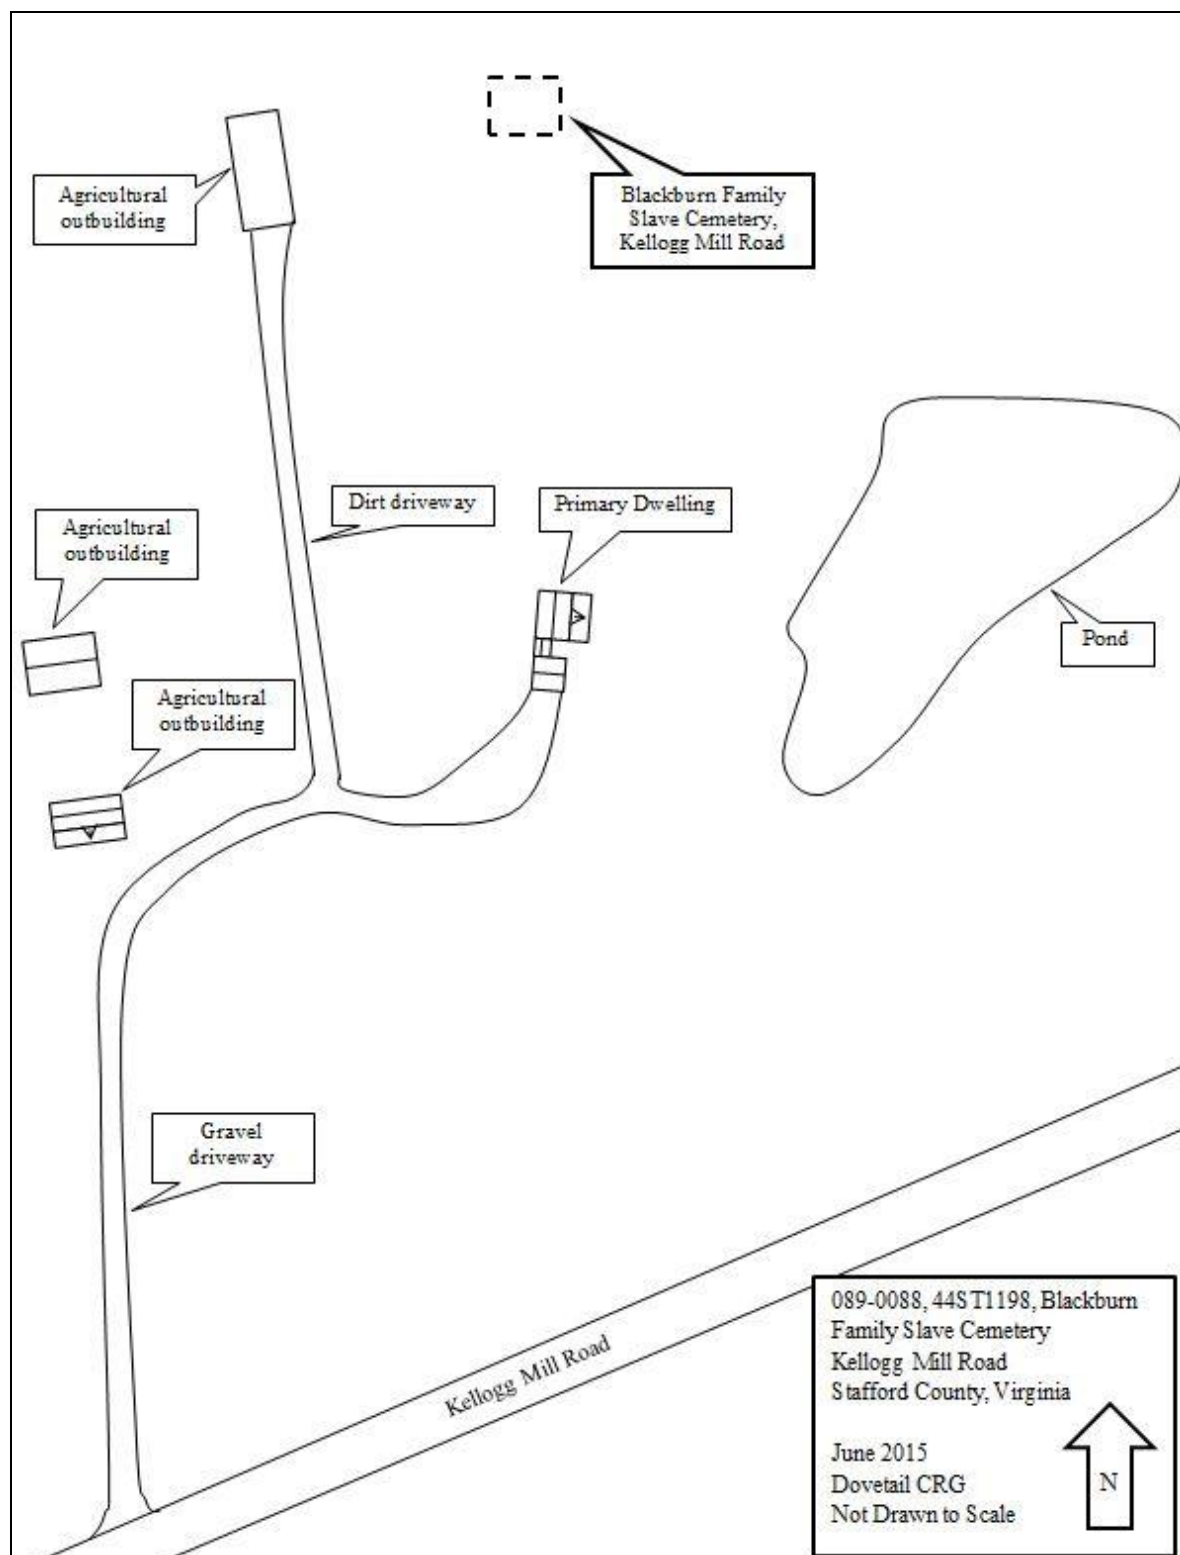 Agricultural
outbuilding
Blackburn Family
Slave Cemetery,
Kellogg Mill Road
Dirt driveway
Primary Dwelling
Agricultural
outbuilding
Pond
Agricultural
outbuilding
Gravel
driveway
Kellogg Mill Road
089-0088, 44ST1198, Blackburn
Family Slave Cemetery
Kellogg Mill Road
Stafford County, Virginia
June 2015
Dovetail CRG
Not Drawn to Scale
N